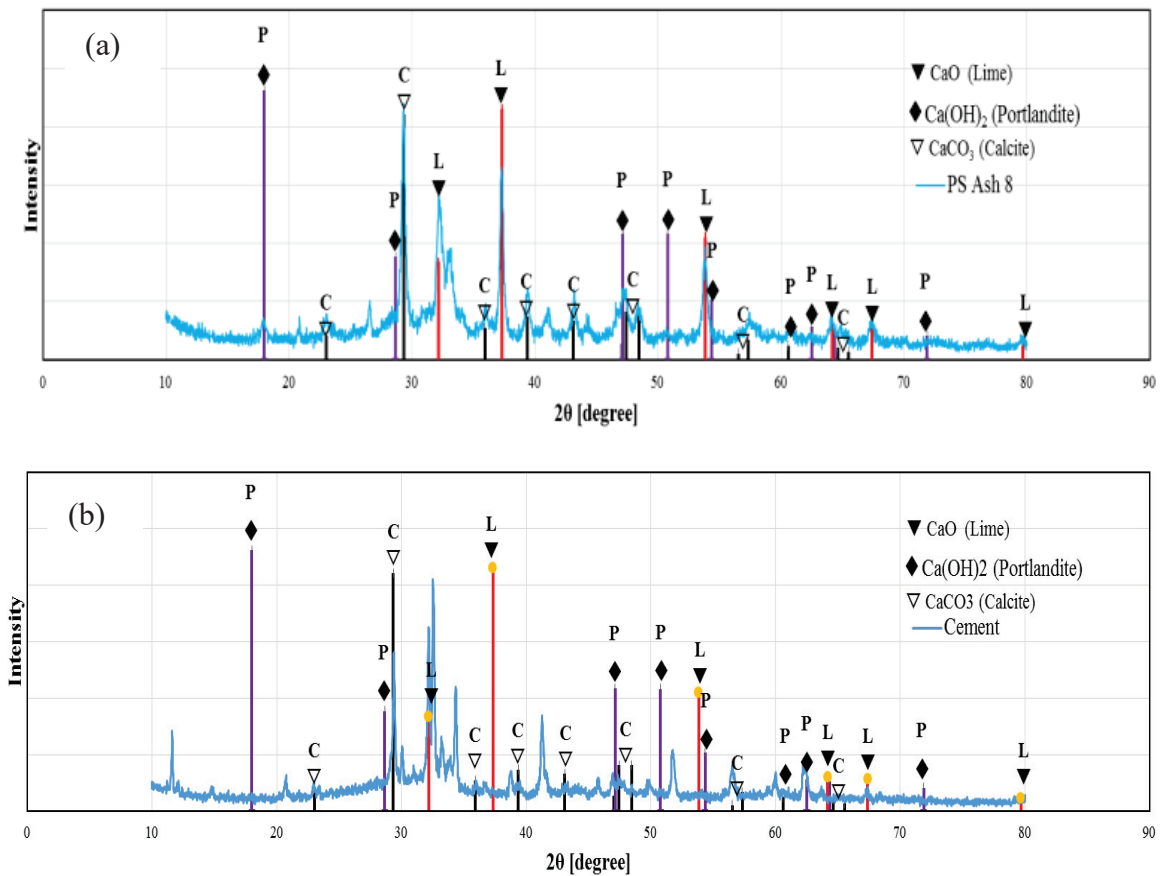 (a)
P
C
L
L
P
P
P
L
P
C
C
C
C
C
P
P
L
L
P
L
C
C
CaO (Lime)
Ca(OH)₂ (Portlandite)
CaCO₃ (Calcite)
PS Ash 8
Intensity
0 10 20 30 40 50 60 70 80 90
2θ [degree]
(b)
P
C
L
P
L
P
P
L
P
C
C
C
C
C
P
P
L
L
P
L
C
C
CaO (Lime)
Ca(OH)2 (Portlandite)
CaCO3 (Calcite)
Cement
Intensity
0 10 20 30 40 50 60 70 80 90
2θ [degree]